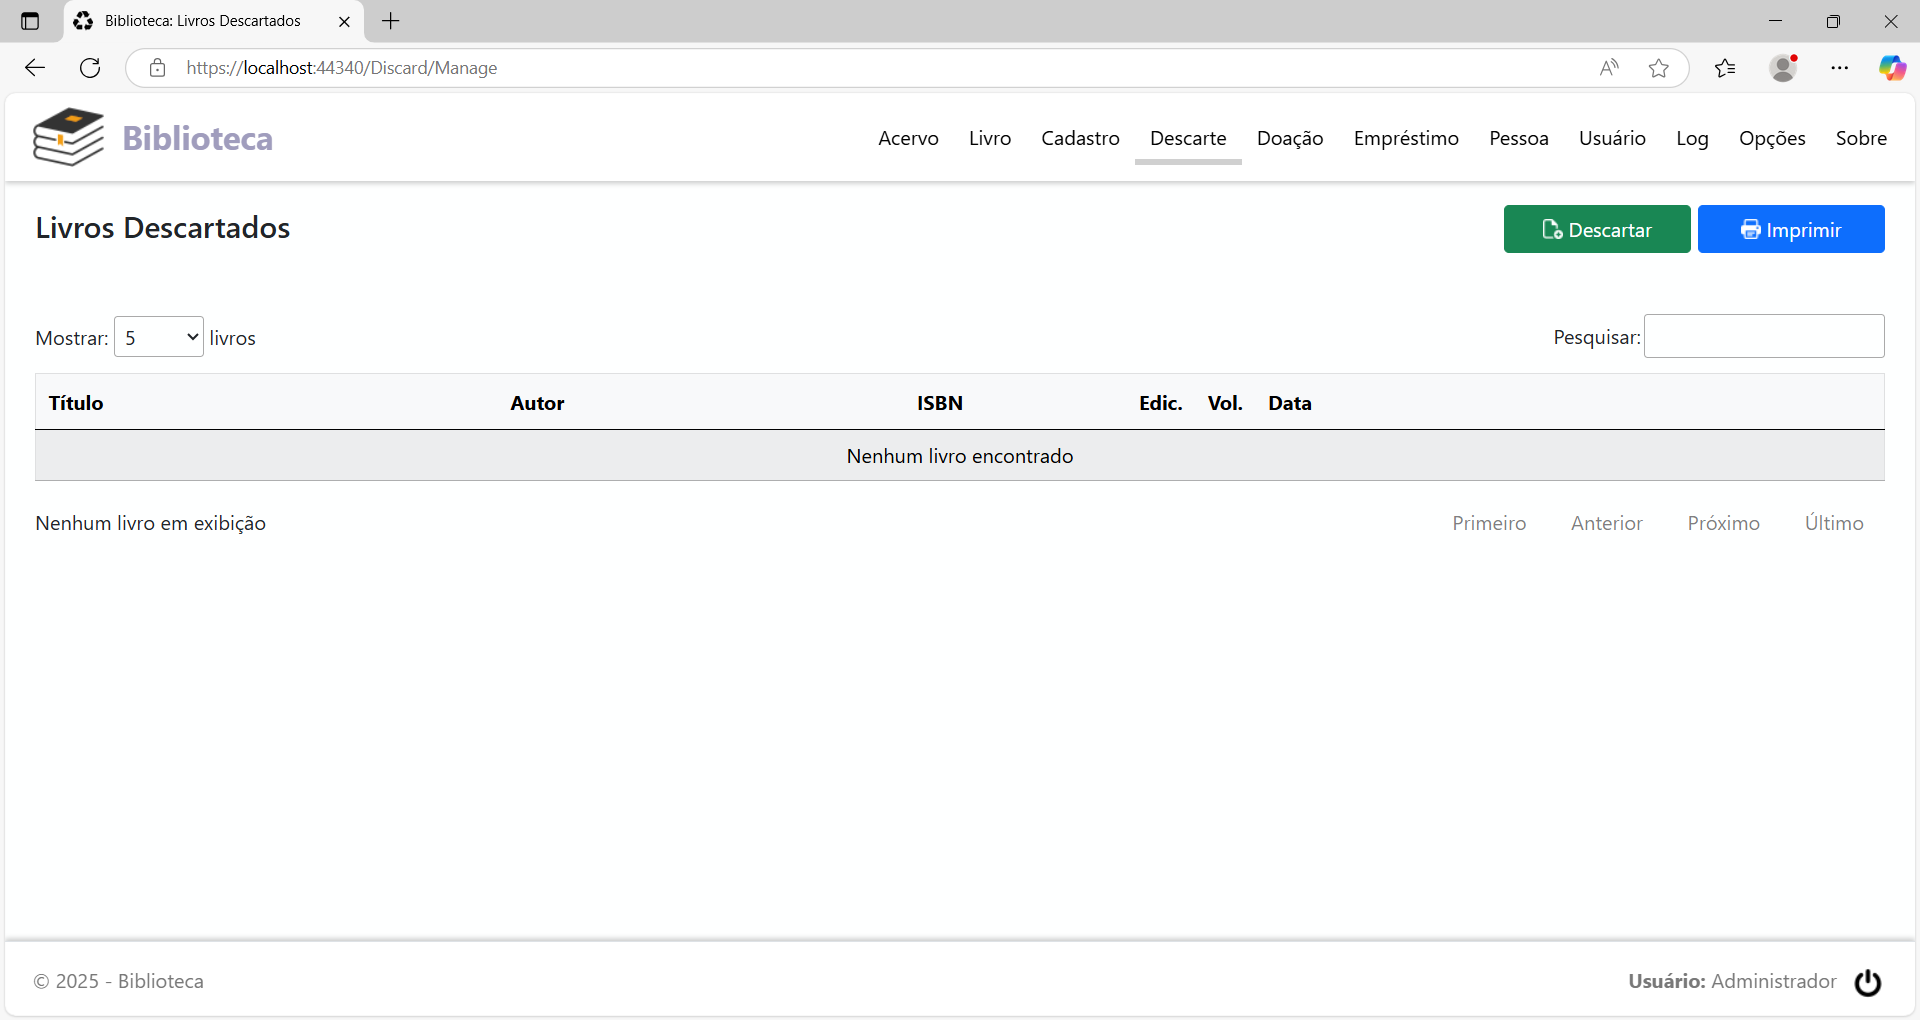 Biblioteca: Livros Descartados
https://localhost:44340/Discard/Manage
Biblioteca
Acervo Livro Cadastro Descarte Doação Empréstimo Pessoa Usuário Log Opções Sobre
Livros Descartados
Descartar Imprimir
Mostrar: 5 livros
Pesquisar:
Título Autor ISBN Edic. Vol. Data
Nenhum livro encontrado
Nenhum livro em exibição
Primeiro Anterior Próximo Último
© 2025 - Biblioteca
Usuário: Administrador